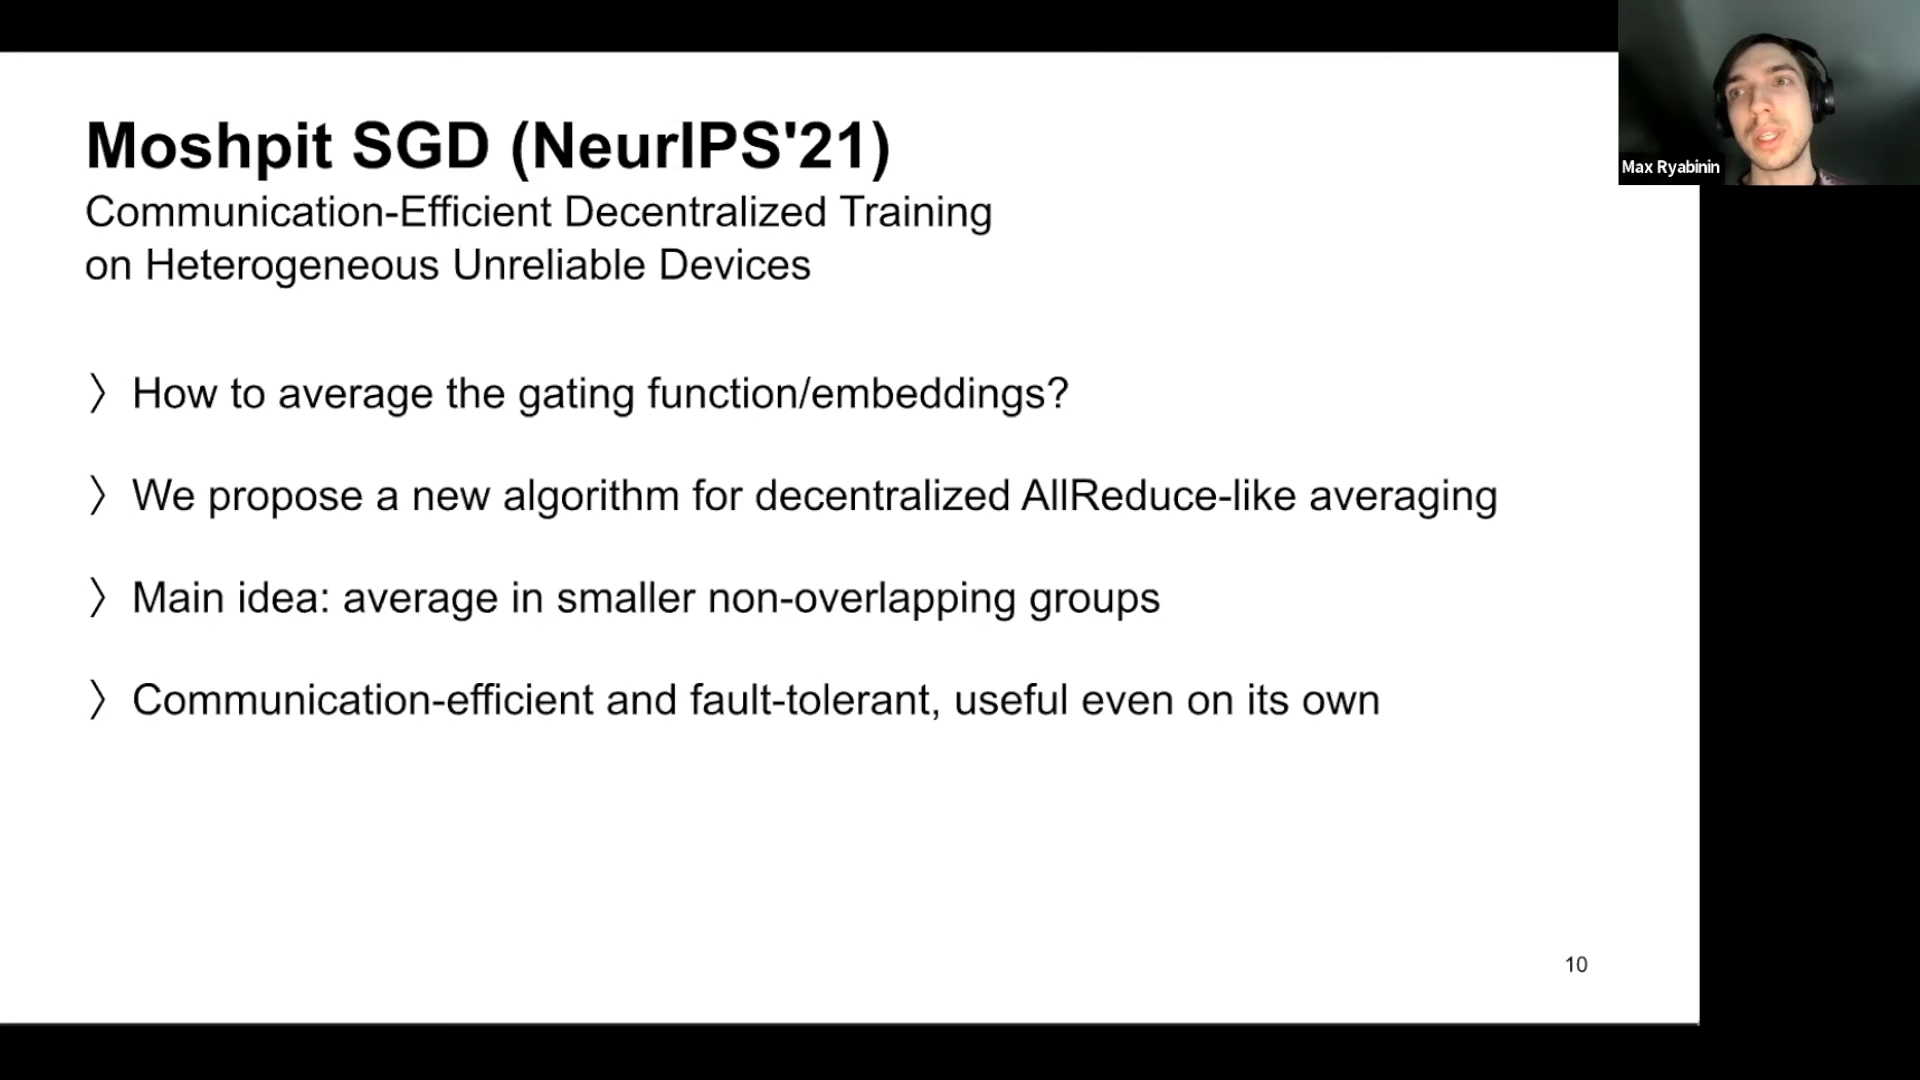 Moshpit SGD (NeurIPS'21)
Communication-Efficient Decentralized Training
on Heterogeneous Unreliable Devices
〉 How to average the gating function/embeddings?
〉 We propose a new algorithm for decentralized AllReduce-like averaging
〉 Main idea: average in smaller non-overlapping groups
〉 Communication-efficient and fault-tolerant, useful even on its own
10
Max Ryabinin